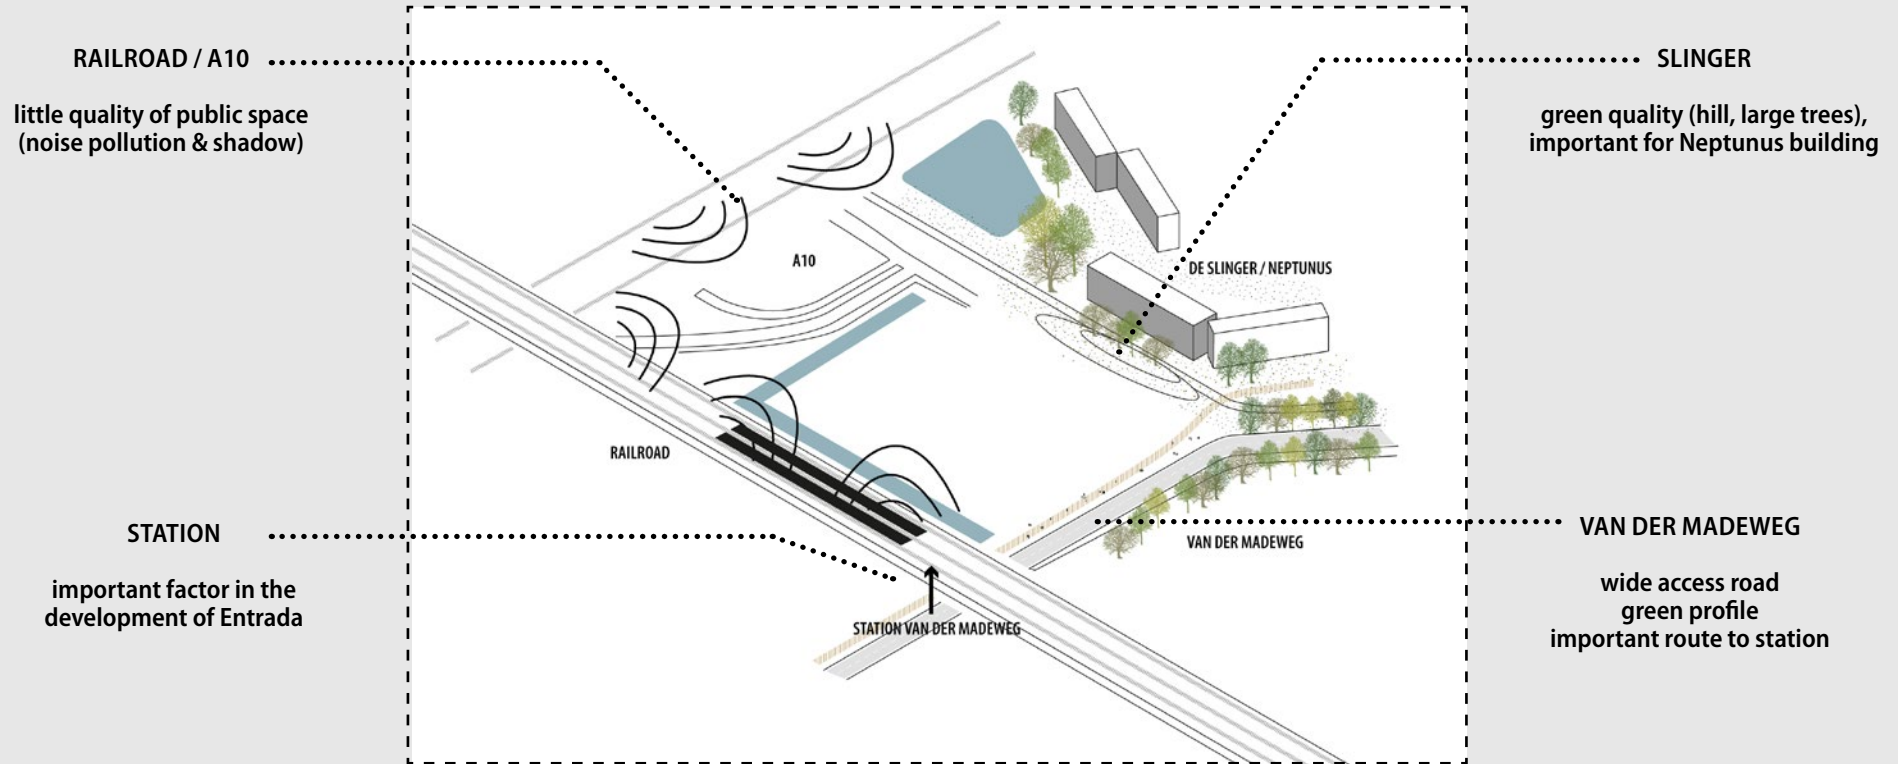 RAILROAD / A10
little quality of public space
(noise pollution & shadow)
SLINGER
green quality (hill, large trees),
important for Neptunus building
A10
DE SLINGER / NEPTUNUS
RAILROAD
STATION
important factor in the
development of Entrada
STATION VAN DER MADEWEG
VAN DER MADEWEG
VAN DER MADEWEG
wide access road
green profile
important route to station